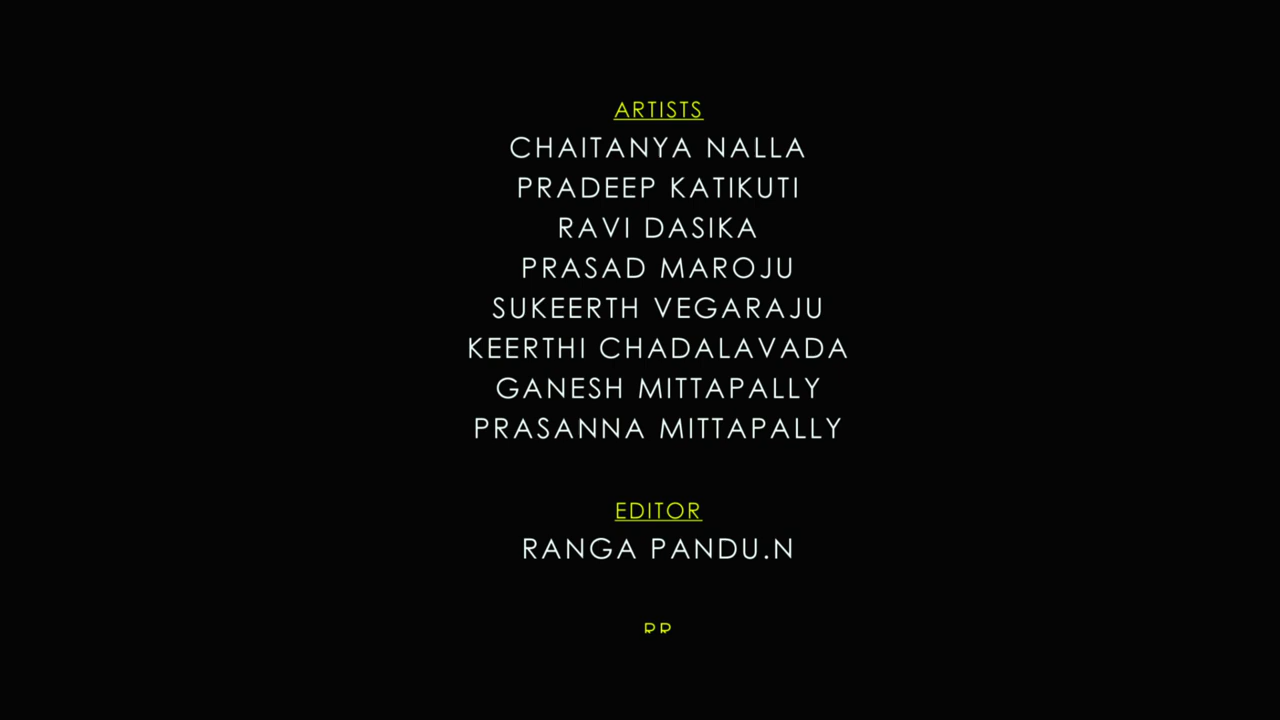 ARTISTS
CHAITANYA NALLA
PRADEEP KATIKUTI
RAVI DASIKA
PRASAD MAROJU
SUKEERTH VEGARAJU
KEERTHI CHADALAVADA
GANESH MITTAPALLY
PRASANNA MITTAPALLY
EDITOR
RANGA PANDU.N